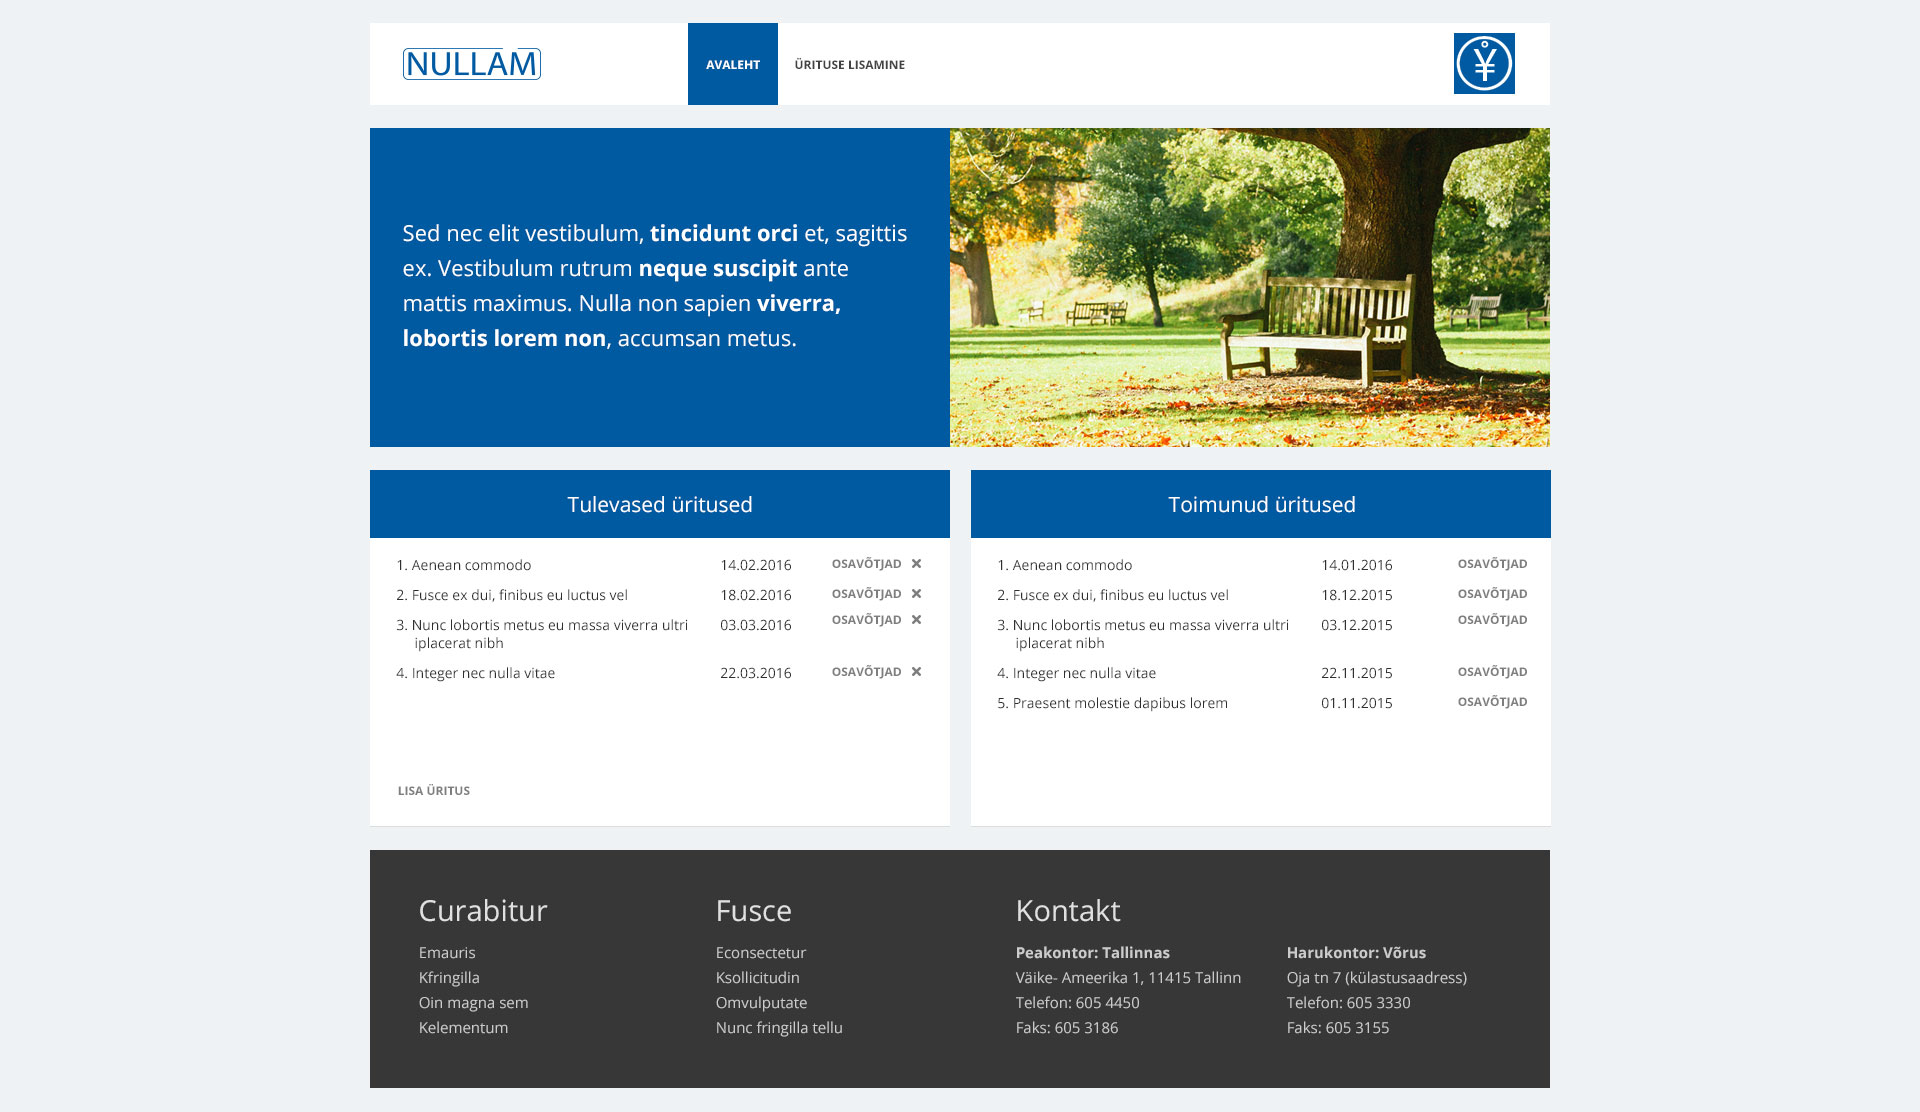 NULLAM
AVALEHT
ÜRITUSE LISAMINE
Sed nec elit vestibulum, tincidunt orci et, sagittis
ex. Vestibulum rutrum neque suscipit ante
mattis maximus. Nulla non sapien viverra,
lobortis lorem non, accumsan metus.
Tulevased üritused
1. Aenean commodo 14.02.2016 OSAVÕTJAD
2. Fusce ex dui, finibus eu luctus vel 18.02.2016 OSAVÕTJAD
3. Nunc lobortis metus eu massa viverra ultri 03.03.2016 OSAVÕTJAD
iplacerat nibh
4. Integer nec nulla vitae 22.03.2016 OSAVÕTJAD
LISA ÜRITUS
Toimunud üritused
1. Aenean commodo 14.01.2016 OSAVÕTJAD
2. Fusce ex dui, finibus eu luctus vel 18.12.2015 OSAVÕTJAD
3. Nunc lobortis metus eu massa viverra ultri 03.12.2015 OSAVÕTJAD
iplacerat nibh
4. Integer nec nulla vitae 22.11.2015 OSAVÕTJAD
5. Praesent molestie dapibus lorem 01.11.2015 OSAVÕTJAD
Curabitur
Emauris
Kfringilla
Oin magna sem
Kelementum
Fusce
Econsectetur
Ksollicitudin
Omvulputate
Nunc fringilla tellu
Kontakt
Peakontor: Tallinnas
Väike- Ameerika 1, 11415 Tallinn
Telefon: 605 4450
Faks: 605 3186
Harukontor: Võrus
Oja tn 7 (külastusaadress)
Telefon: 605 3330
Faks: 605 3155